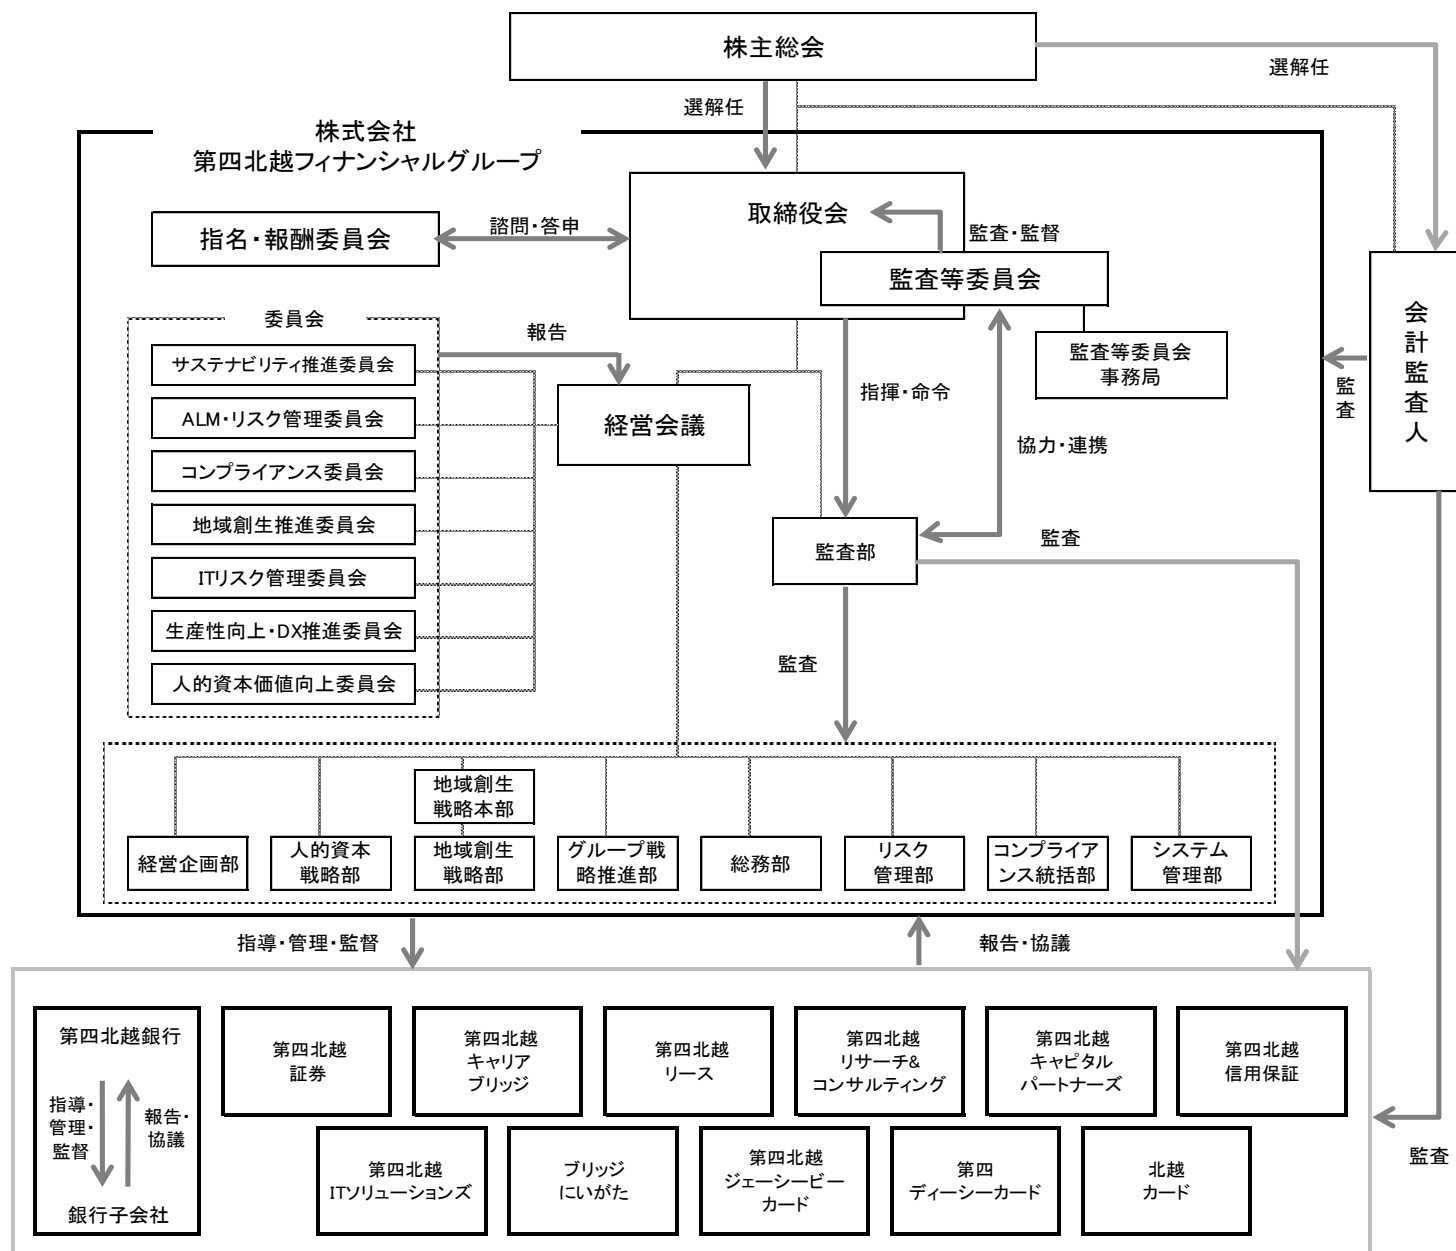 株主総会
選解任
選解任
株式会社
第四北越フィナンシャルグループ
取締役会
指名・報酬委員会
諮問・答申
監査・監督
監査等委員会
会計監査人
委員会
報告
監査等委員会
事務局
サステナビリティ推進委員会
ALM・リスク管理委員会
コンプライアンス委員会
地域創生推進委員会
ITリスク管理委員会
生産性向上・DX推進委員会
人的資本価値向上委員会
経営会議
指揮・命令
協力・連携
監査
監査部
監査
監査
地域創生
戦略本部
経営企画部
人的資本
戦略部
地域創生
戦略部
グループ戦
略推進部
総務部
リスク
管理部
コンプライア
ンス統括部
システム
管理部
指導・管理・監督
報告・協議
第四北越銀行
指導・
管理・
監督
報告・
協議
銀行子会社
第四北越
証券
第四北越
キャリア
ブリッジ
第四北越
リース
第四北越
リサーチ&
コンサルティング
第四北越
キャピタル
パートナーズ
第四北越
信用保証
第四北越
ITソリューションズ
ブリッジ
にいがた
第四北越
ジェーシービー
カード
第四
ディーシーカード
北越
カード
監査